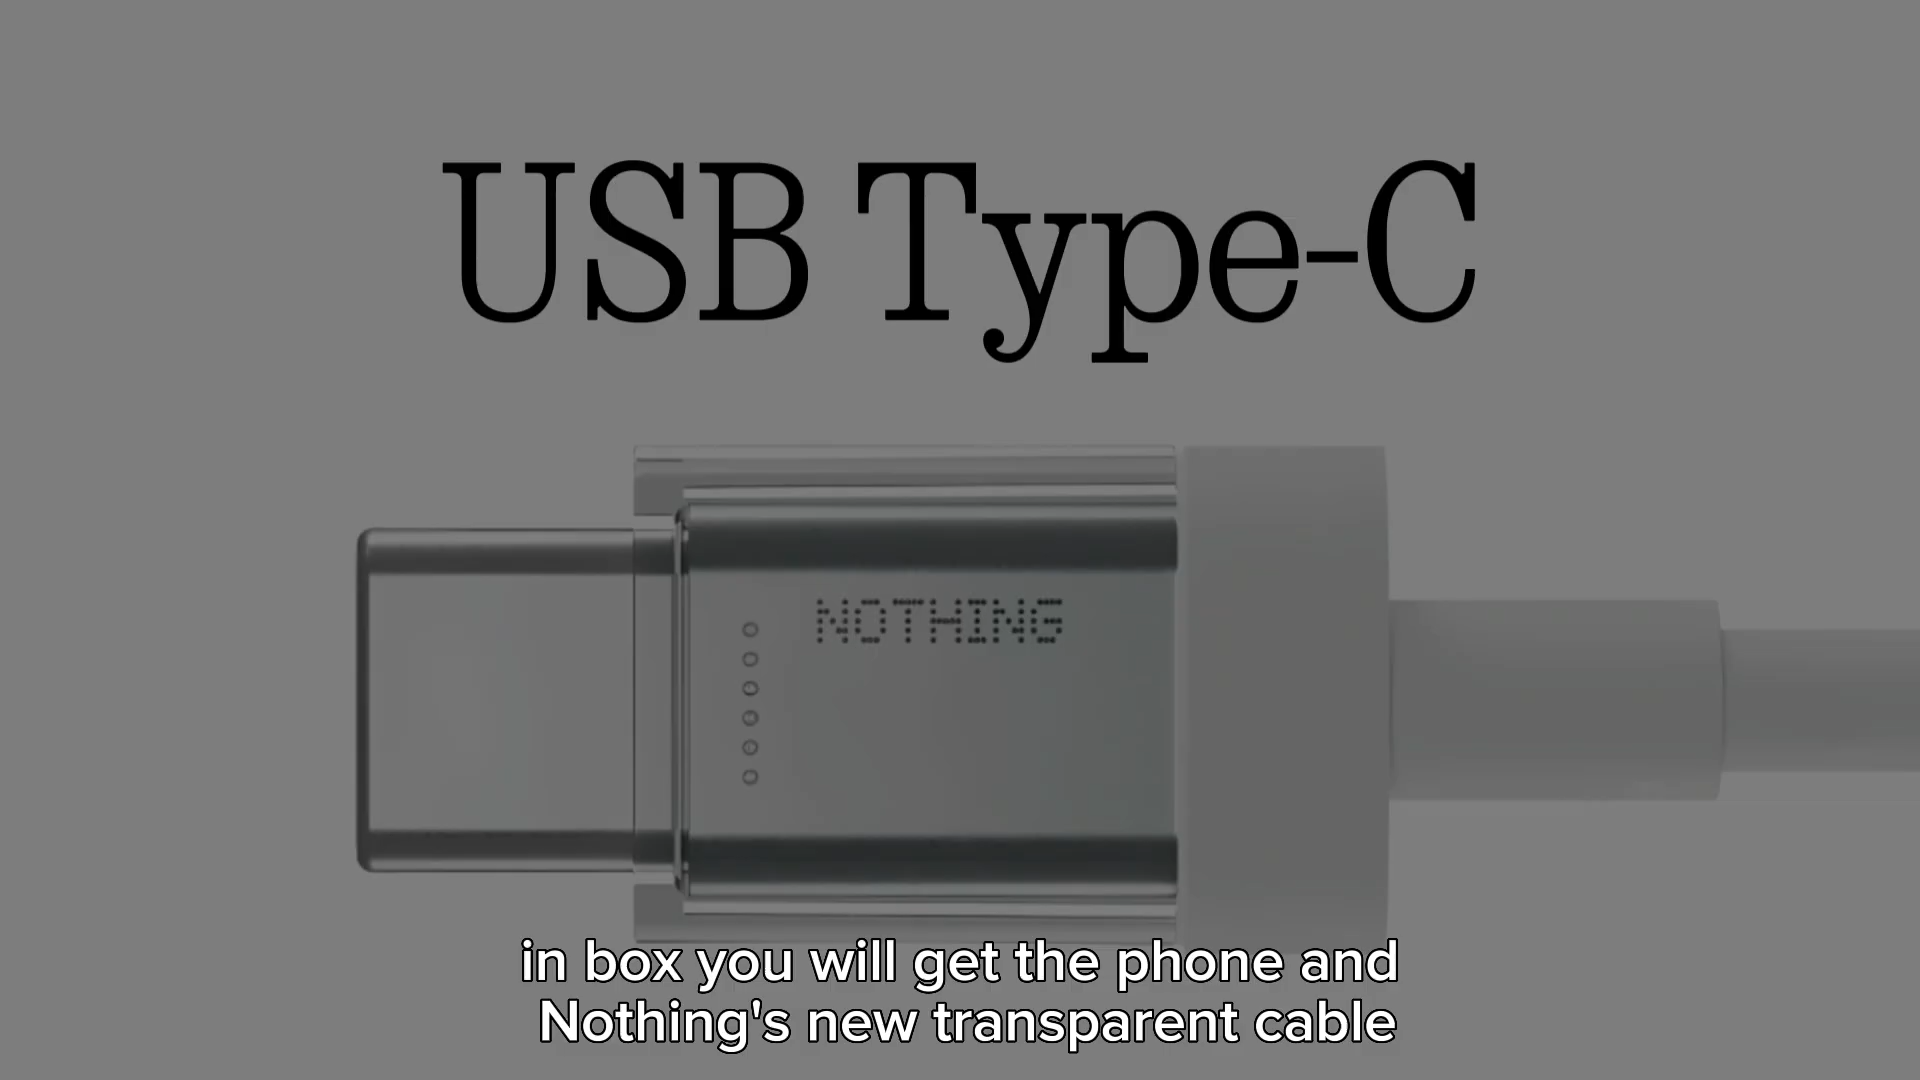 USB Type-C
NOTHING
in box you will get the phone and
Nothing's new transparent cable